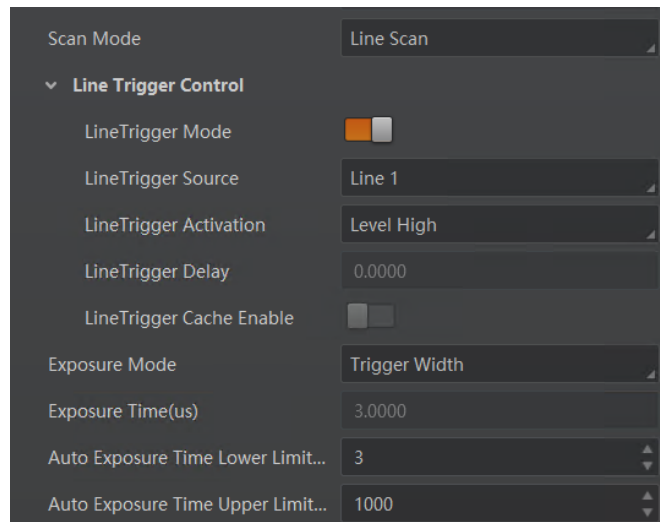 Scan Mode Line Scan
Line Trigger Control
LineTrigger Mode
LineTrigger Source Line 1
LineTrigger Activation Level High
LineTrigger Delay 0.0000
LineTrigger Cache Enable
Exposure Mode Trigger Width
Exposure Time(us) 3.0000
Auto Exposure Time Lower Limit... 3
Auto Exposure Time Upper Limit... 1000